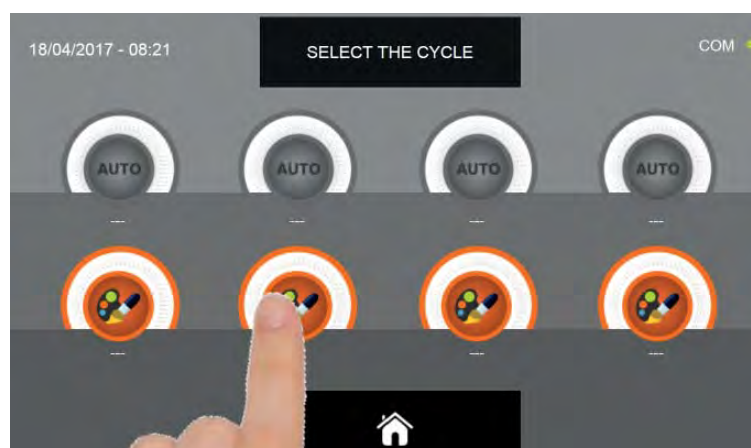 18/04/2017 - 08:21
SELECT THE CYCLE
COM
AUTO AUTO AUTO AUTO
--- --- --- ---
--- --- ---